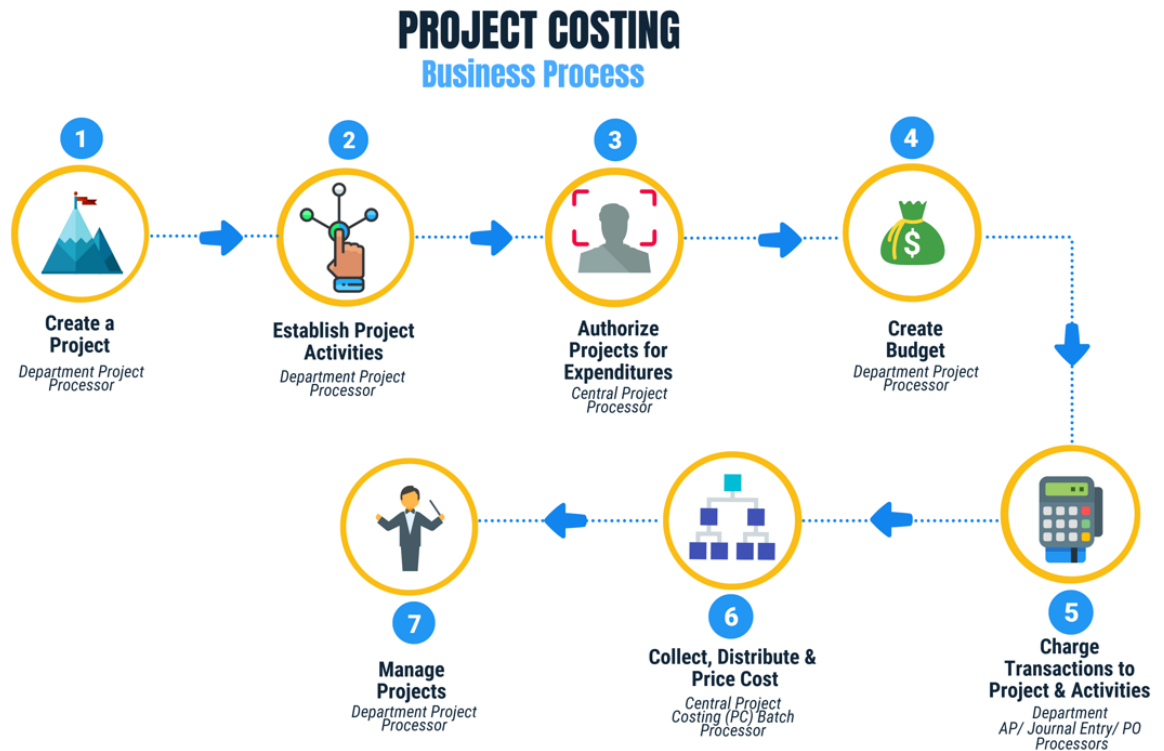 PROJECT COSTING
Business Process
1
Create a
Project
Department Project
Processor
2
Establish Project
Activities
Department Project
Processor
3
Authorize
Projects for
Expenditures
Central Project
Processor
4
Create
Budget
Department Project
Processor
$
5
Charge
Transactions to
Project & Activities
Department
AP/ Journal Entry/ PO
Processors
6
Collect, Distribute &
Price Cost
Central Project
Costing (PC) Batch
Processor
7
Manage
Projects
Department Project
Processor